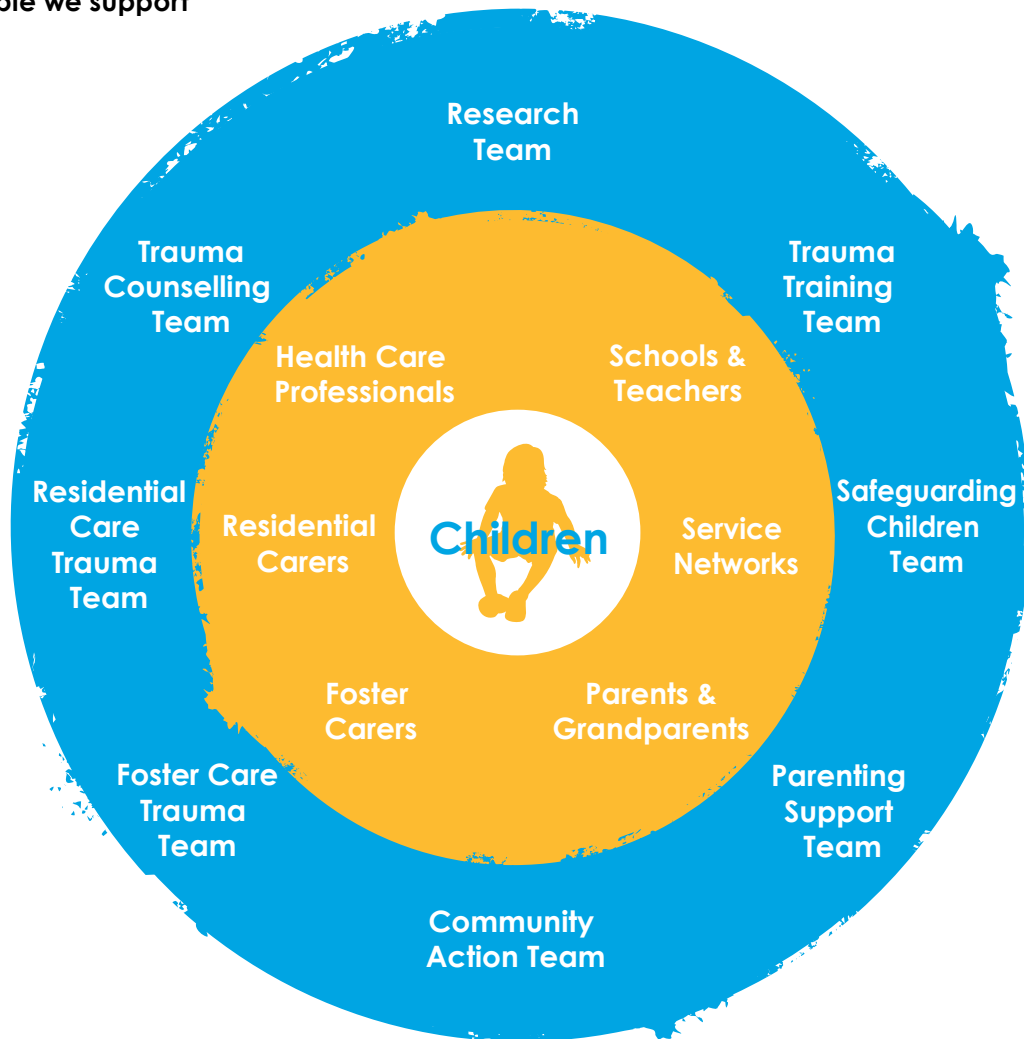 we support
Research
Team
Trauma
Counselling
Team
Trauma
Training
Team
Health Care
Professionals
Schools &
Teachers
Residential
Care
Trauma
Team
Residential
Carers
Children
Service
Networks
Safeguarding
Children
Team
Foster
Carers
Parents &
Grandparents
Foster Care
Trauma
Team
Parenting
Support
Team
Community
Action Team